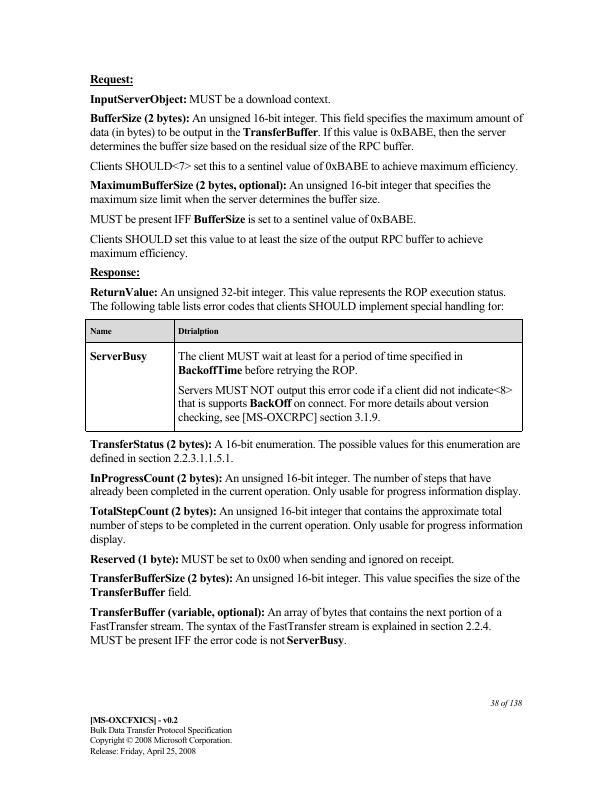 Request:
InputServerObject: MUST be a download context.
BufferSize (2 bytes): An unsigned 16-bit integer. This field specifies the maximum amount of
data (in bytes) to be output in the TransferBuffer. If this value is 0xBABE, then the server
determines the buffer size based on the residual size of the RPC buffer.
Clients SHOULD<7> set this to a sentinel value of 0xBABE to achieve maximum efficiency.
MaximumBufferSize (2 bytes, optional): An unsigned 16-bit integer that specifies the
maximum size limit when the server determines the buffer size.
MUST be present IFF BufferSize is set to a sentinel value of 0xBABE.
Clients SHOULD set this value to at least the size of the output RPC buffer to achieve
maximum efficiency.
Response:
ReturnValue: An unsigned 32-bit integer. This value represents the ROP execution status.
The following table lists error codes that clients SHOULD implement special handling for:
Name Dtrialption
ServerBusy The client MUST wait at least for a period of time specified in
BackoffTime before retrying the ROP.
Servers MUST NOT output this error code if a client did not indicate<8>
that is supports BackOff on connect. For more details about version
checking, see [MS-OXCRPC] section 3.1.9.
TransferStatus (2 bytes): A 16-bit enumeration. The possible values for this enumeration are
defined in section 2.2.3.1.1.5.1.
InProgressCount (2 bytes): An unsigned 16-bit integer. The number of steps that have
already been completed in the current operation. Only usable for progress information display.
TotalStepCount (2 bytes): An unsigned 16-bit integer that contains the approximate total
number of steps to be completed in the current operation. Only usable for progress information
display.
Reserved (1 byte): MUST be set to 0x00 when sending and ignored on receipt.
TransferBufferSize (2 bytes): An unsigned 16-bit integer. This value specifies the size of the
TransferBuffer field.
TransferBuffer (variable, optional): An array of bytes that contains the next portion of a
FastTransfer stream. The syntax of the FastTransfer stream is explained in section 2.2.4.
MUST be present IFF the error code is not ServerBusy.
38 of 138
[MS-OXCFXICS] - v0.2
Bulk Data Transfer Protocol Specification
Copyright © 2008 Microsoft Corporation.
Release: Friday, April 25, 2008